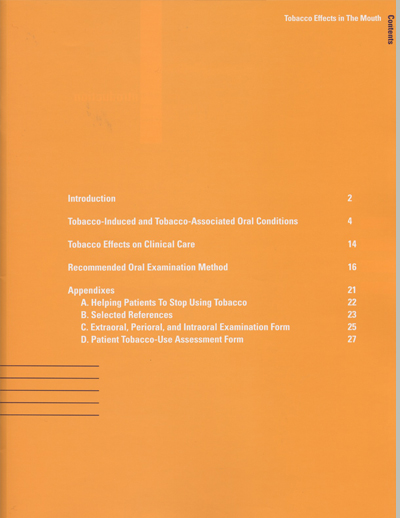 Tobacco Effects in The Mouth
Contents
Introduction 2
Tobacco-Induced and Tobacco-Associated Oral Conditions 4
Tobacco Effects on Clinical Care 14
Recommended Oral Examination Method 16
Appendixes 21
A. Helping Patients To Stop Using Tobacco 22
B. Selected References 23
C. Extraoral, Perioral, and Intraoral Examination Form 25
D. Patient Tobacco-Use Assessment Form 27